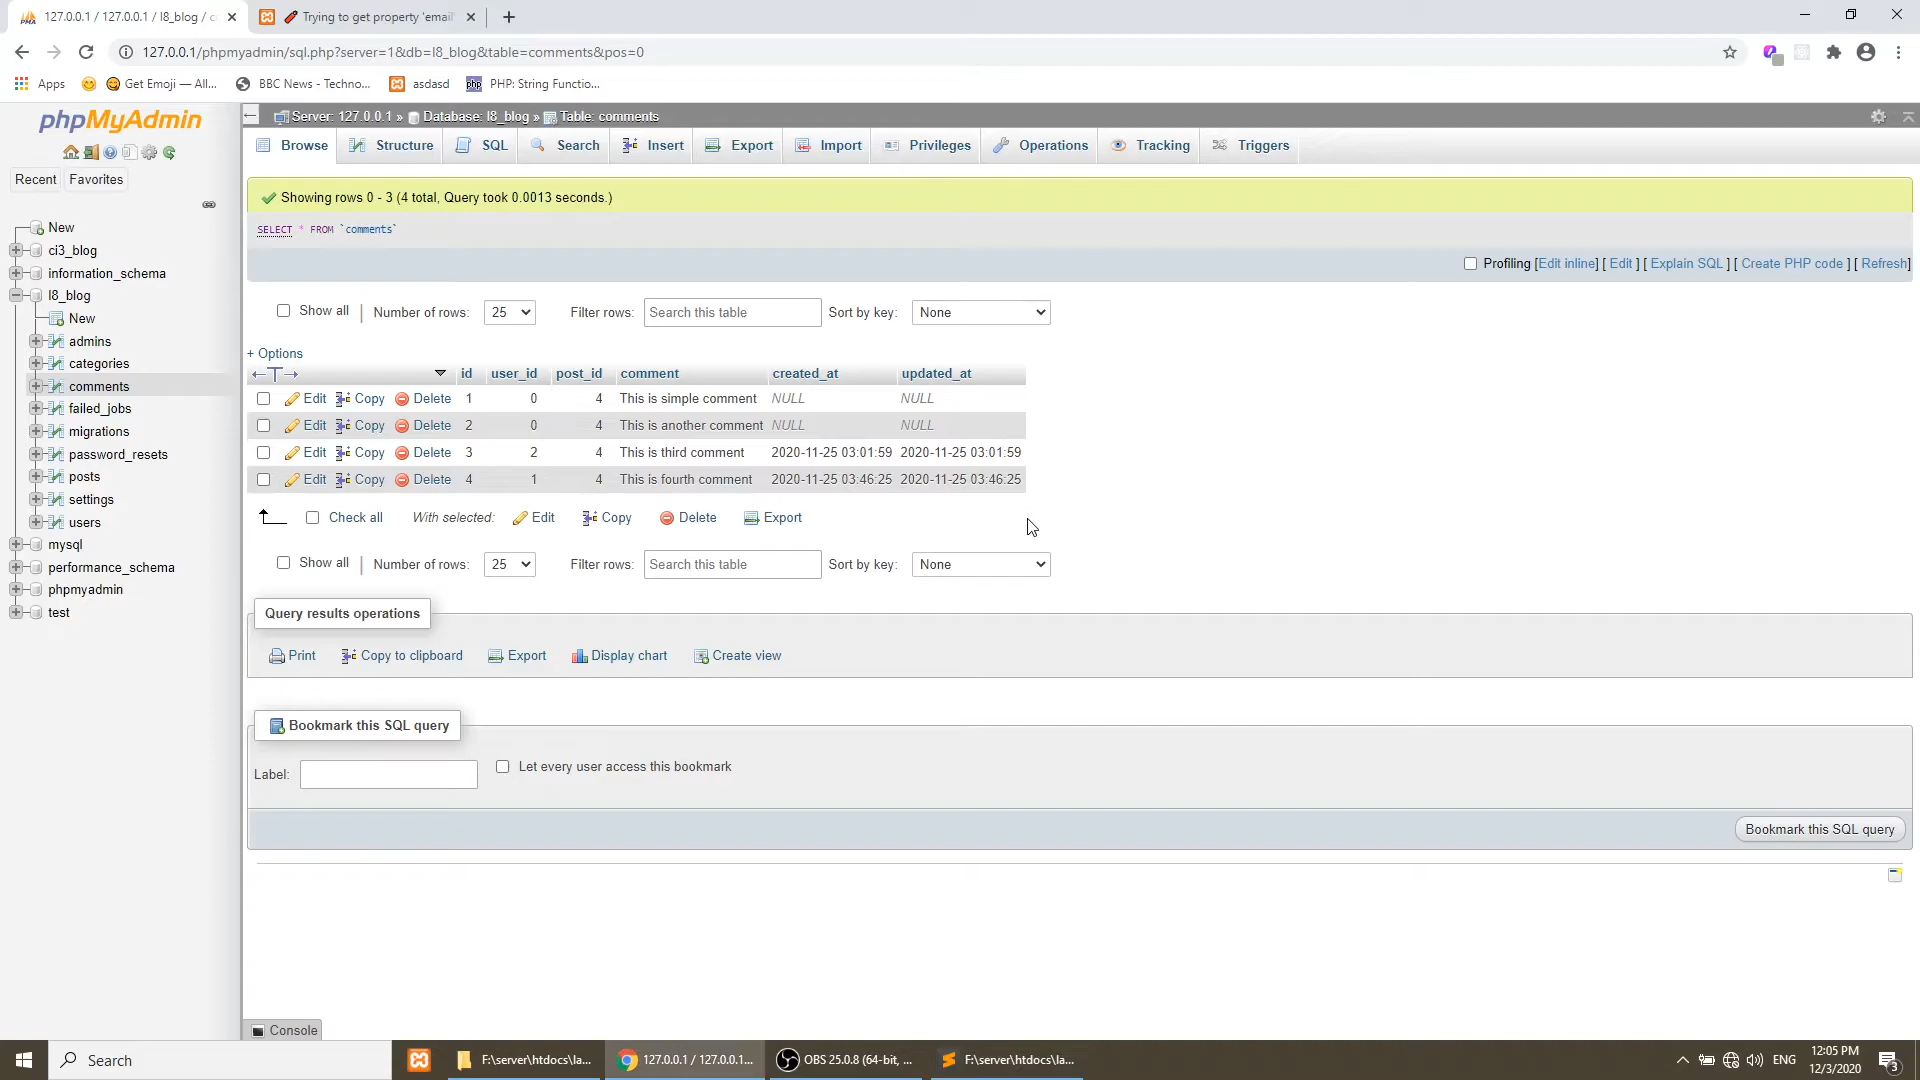 127.0.0.1 / 127.0.0.1 / l8_blog / c
Trying to get property 'email'
127.0.0.1/phpmyadmin/sql.php?server=1&db=l8_blog&table=comments&pos=0
Apps
Get Emoji — All...
BBC News - Techno...
asdasd
php
PHP: String Functio...
phpMyAdmin
Recent
Favorites
New
ci3_blog
information_schema
l8_blog
New
admins
categories
comments
failed_jobs
migrations
password_resets
posts
settings
users
mysql
performance_schema
phpmyadmin
test
Server: 127.0.0.1 » Database: l8_blog » Table: comments
Browse
Structure
SQL
Search
Insert
Export
Import
Privileges
Operations
Tracking
Triggers
Showing rows 0 - 3 (4 total, Query took 0.0013 seconds.)
SELECT * FROM `comments`
Profiling [Edit inline] [ Edit ] [ Explain SQL ] [ Create PHP code ] [ Refresh]
Show all | Number of rows: 25 Filter rows: Search this table Sort by key: None
+ Options
id user_id post_id comment created_at updated_at
Edit Copy Delete 1 0 4 This is simple comment NULL NULL
Edit Copy Delete 2 0 4 This is another comment NULL NULL
Edit Copy Delete 3 2 4 This is third comment 2020-11-25 03:01:59 2020-11-25 03:01:59
Edit Copy Delete 4 1 4 This is fourth comment 2020-11-25 03:46:25 2020-11-25 03:46:25
Check all With selected: Edit Copy Delete Export
Show all | Number of rows: 25 Filter rows: Search this table Sort by key: None
Query results operations
Print Copy to clipboard Export Display chart Create view
Bookmark this SQL query
Label: Let every user access this bookmark
Bookmark this SQL query
Console
Search
F:\server\htdocs\la...
127.0.0.1 / 127.0.0.1...
OBS 25.0.8 (64-bit, ...
F:\server\htdocs\la...
ENG
12:05 PM
12/3/2020
3